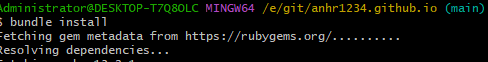 Administrator@DESKTOP-T7Q8OLC MINGW64 /e/git/anhr1234.github.io (main)
$ bundle install
Fetching gem metadata from https://rubygems.org/..........
Resolving dependencies...